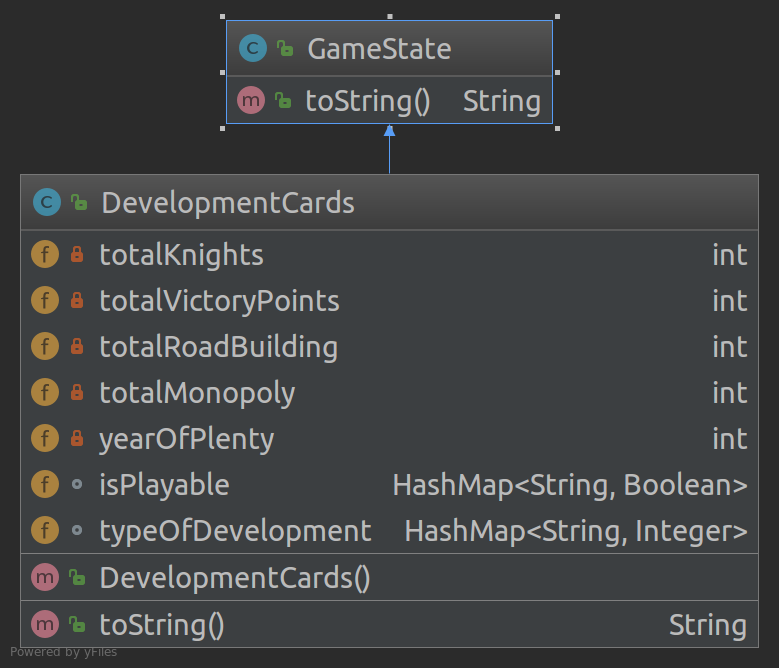 C GameState
m toString() String
C DevelopmentCards
f totalKnights int
f totalVictoryPoints int
f totalRoadBuilding int
f totalMonopoly int
f yearOfPlenty int
f isPlayable HashMap<String, Boolean>
f typeOfDevelopment HashMap<String, Integer>
m DevelopmentCards()
m toString() String
Powered by yFiles